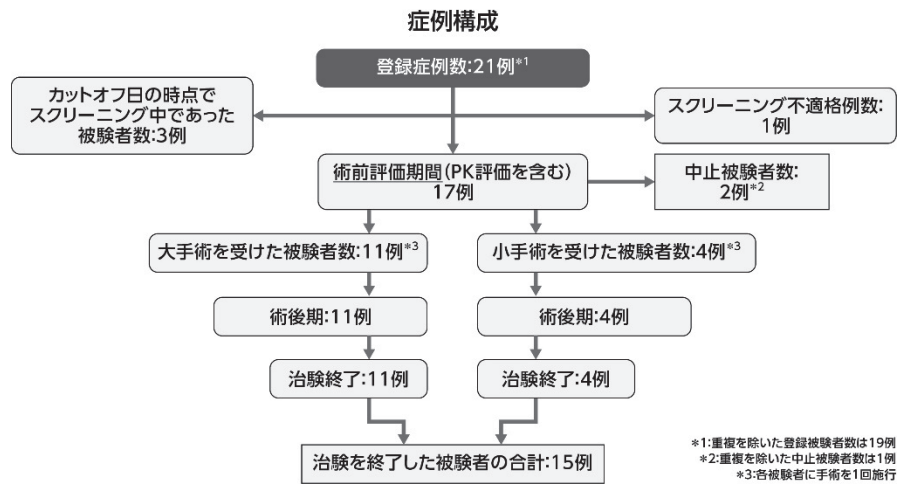 症例構成
登録症例数:21例*1
カットオフ日の時点で
スクリーニング中であった
被験者数:3例
スクリーニング不適格例数:
1例
術前評価期間(PK評価を含む)
17例
中止被験者数:
2例*2
大手術を受けた被験者数:11例*3
小手術を受けた被験者数:4例*3
術後期:11例
術後期:4例
治験終了:11例
治験終了:4例
治験を終了した被験者の合計:15例
*1:重複を除いた登録被験者数は19例
*2:重複を除いた中止被験者数は1例
*3:各被験者に手術を1回施行